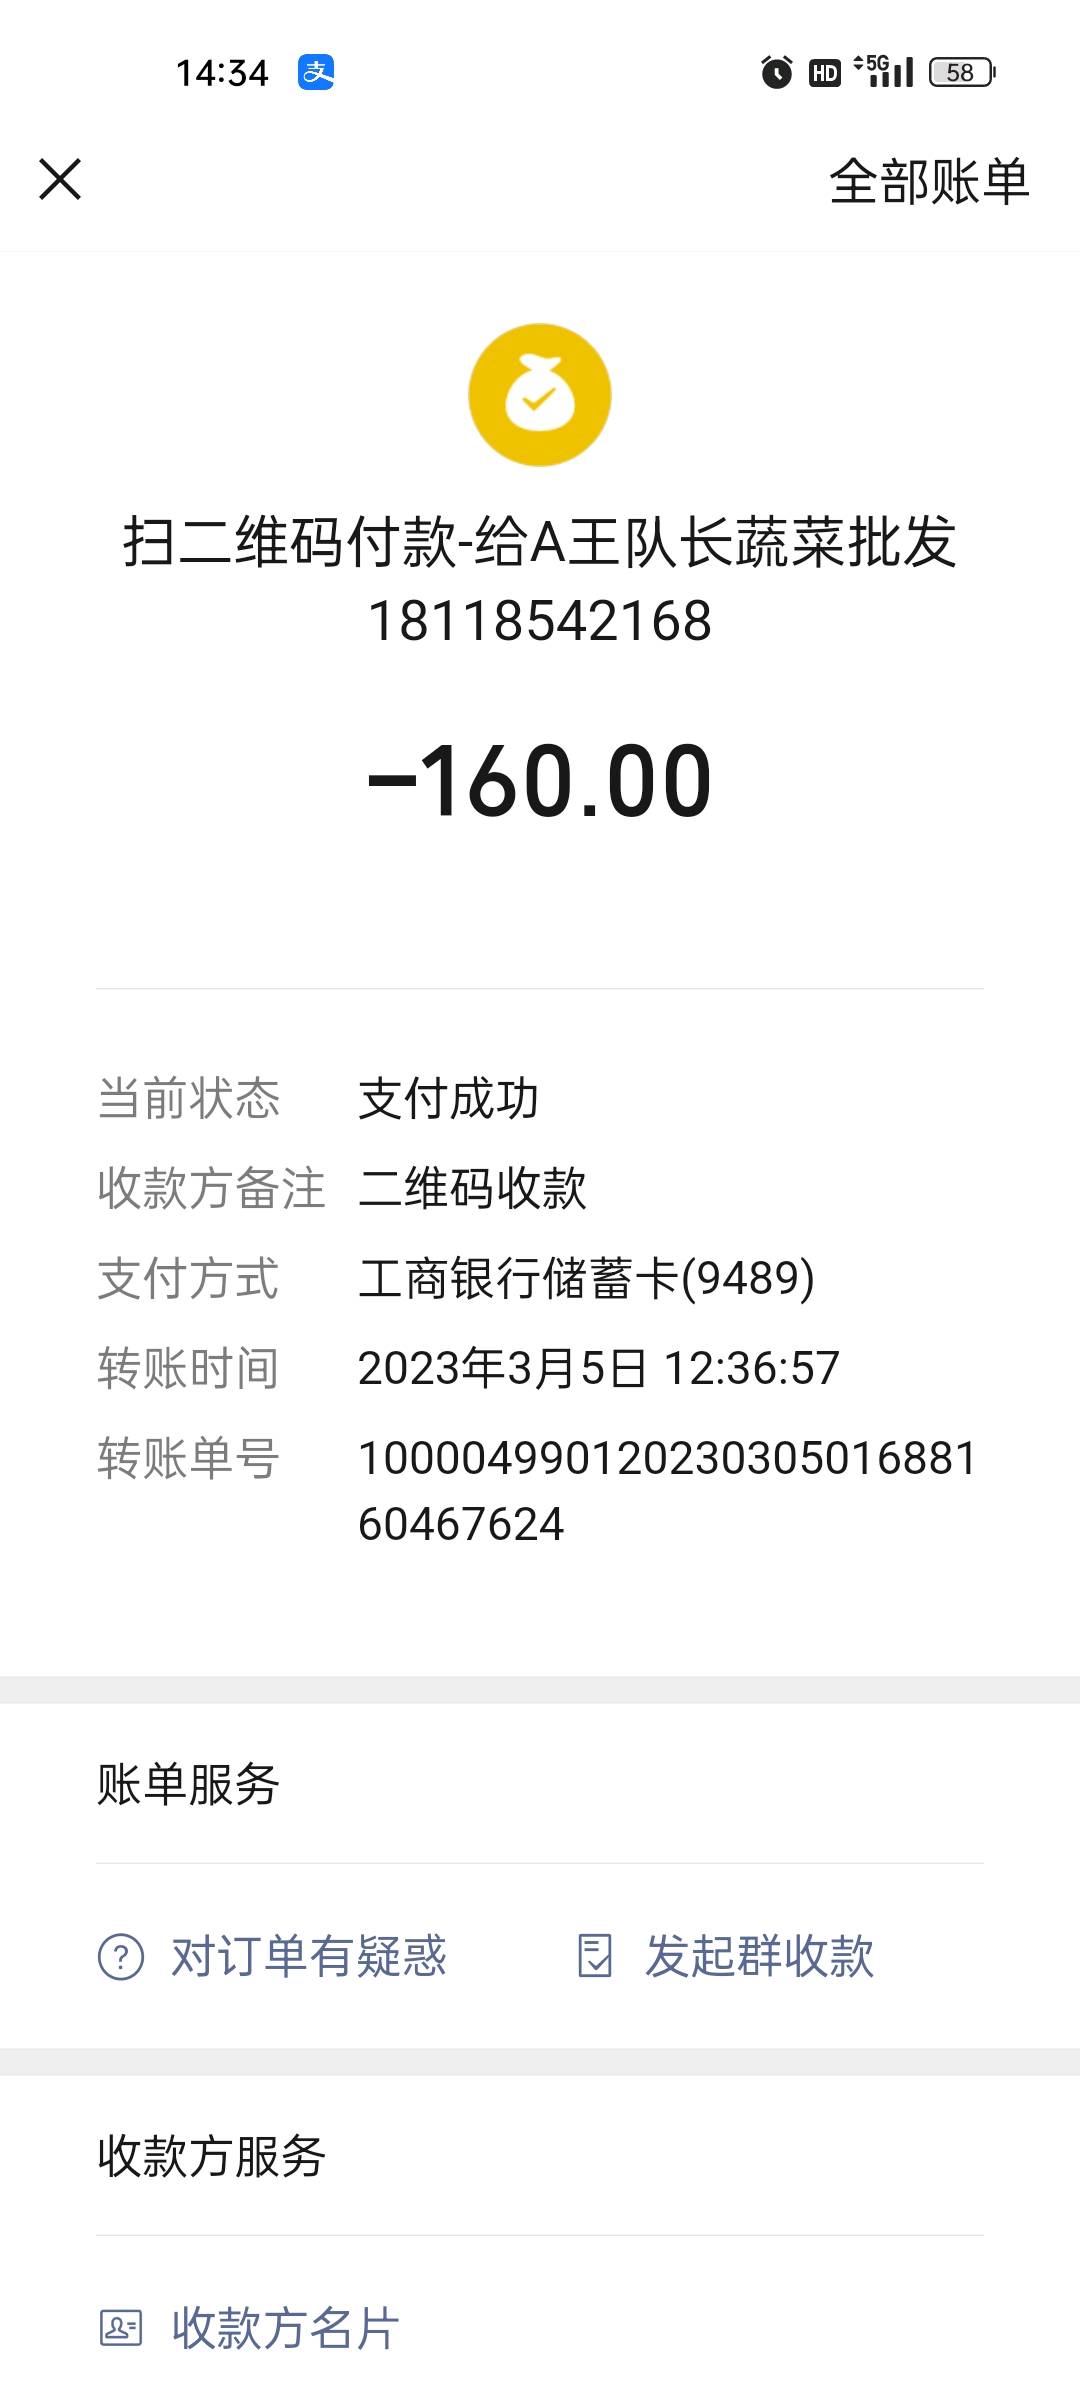 14:34 支 HD 5G 58
全部账单
扫二维码付款-给A王队长蔬菜批发
18118542168
-160.00
当前状态 支付成功
收款方备注 二维码收款
支付方式 工商银行储蓄卡(9489)
转账时间 2023年3月5日 12:36:57
转账单号 100004990120230305016881
60467624
账单服务
? 对订单有疑惑 发起群收款
收款方服务
收款方名片